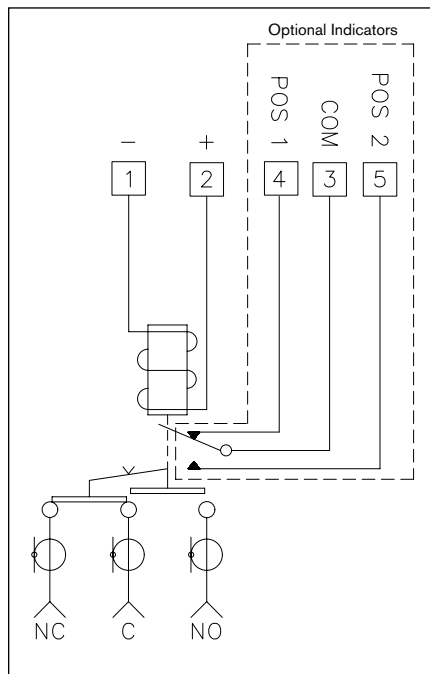 Optional Indicators
POS 1
COM
POS 2
- +
1 2 4 3 5
NC C NO